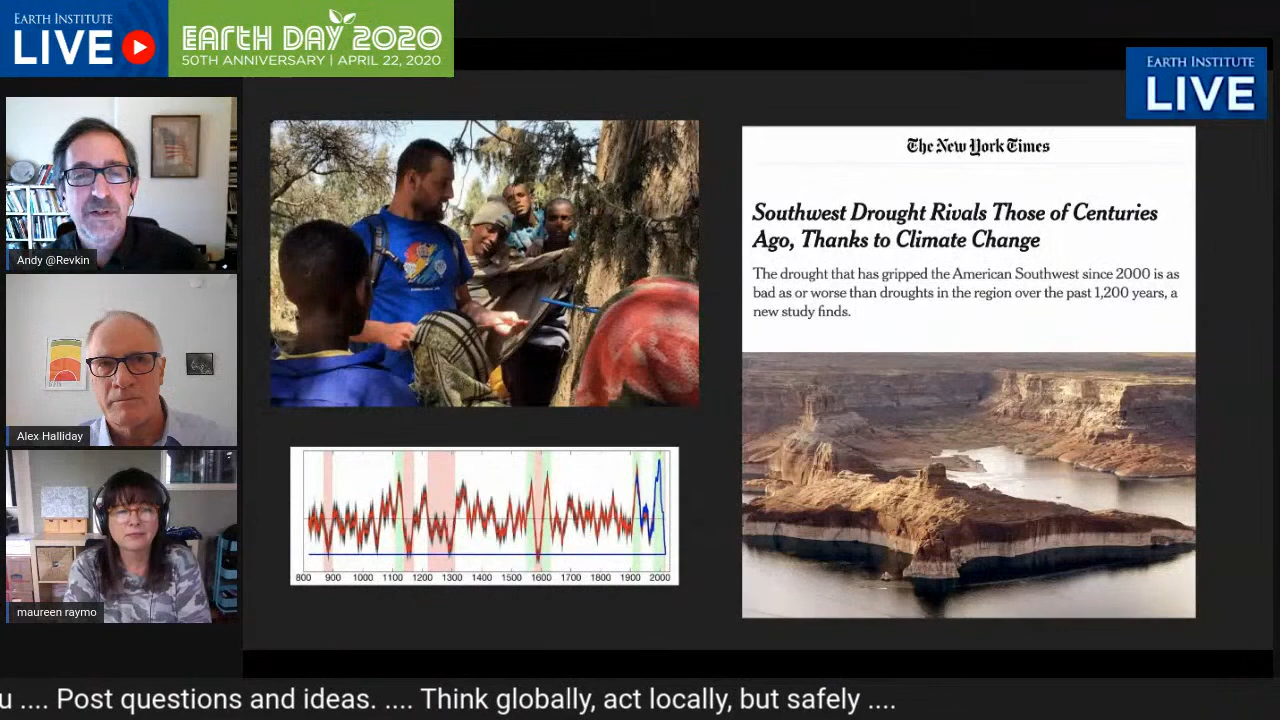 EARTH INSTITUTE
LIVE
EARTH DAY 2020
50TH ANNIVERSARY | APRIL 22, 2020
EARTH INSTITUTE
LIVE
Andy @Revkin
Alex Halliday
maureen raymo
The New York Times
Southwest Drought Rivals Those of Centuries
Ago, Thanks to Climate Change
The drought that has gripped the American Southwest since 2000 is as
bad as or worse than droughts in the region over the past 1,200 years, a
new study finds.
800 900 1000 1100 1200 1300 1400 1500 1600 1700 1800 1900 2000
u .... Post questions and ideas. .... Think globally, act locally, but safely ....